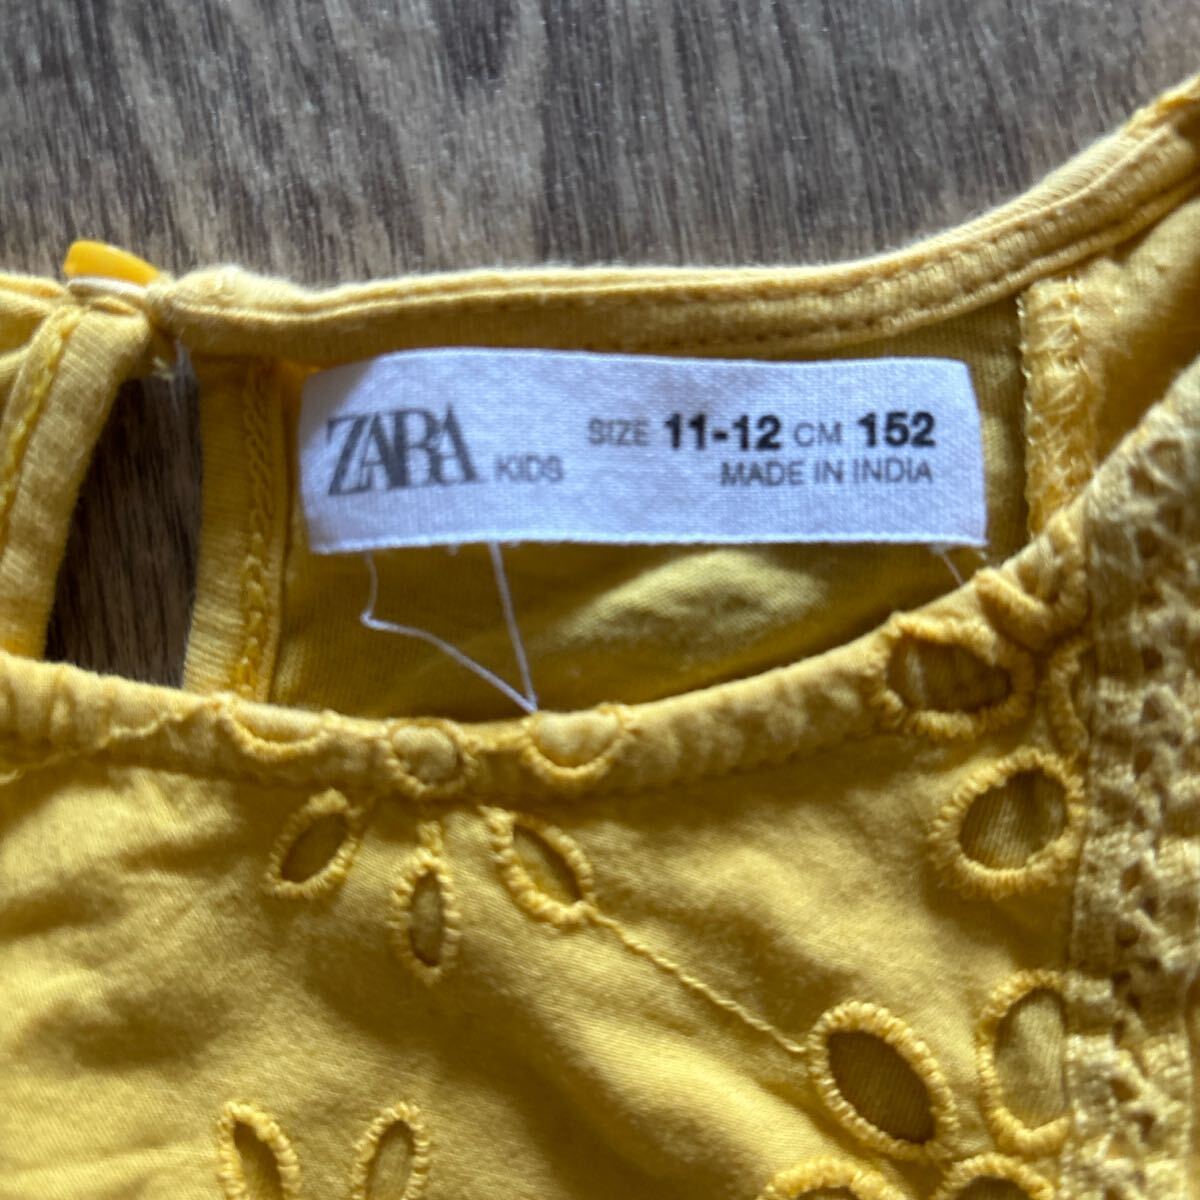 ZARA KIDS
SIZE 11-12 CM 152
MADE IN INDIA